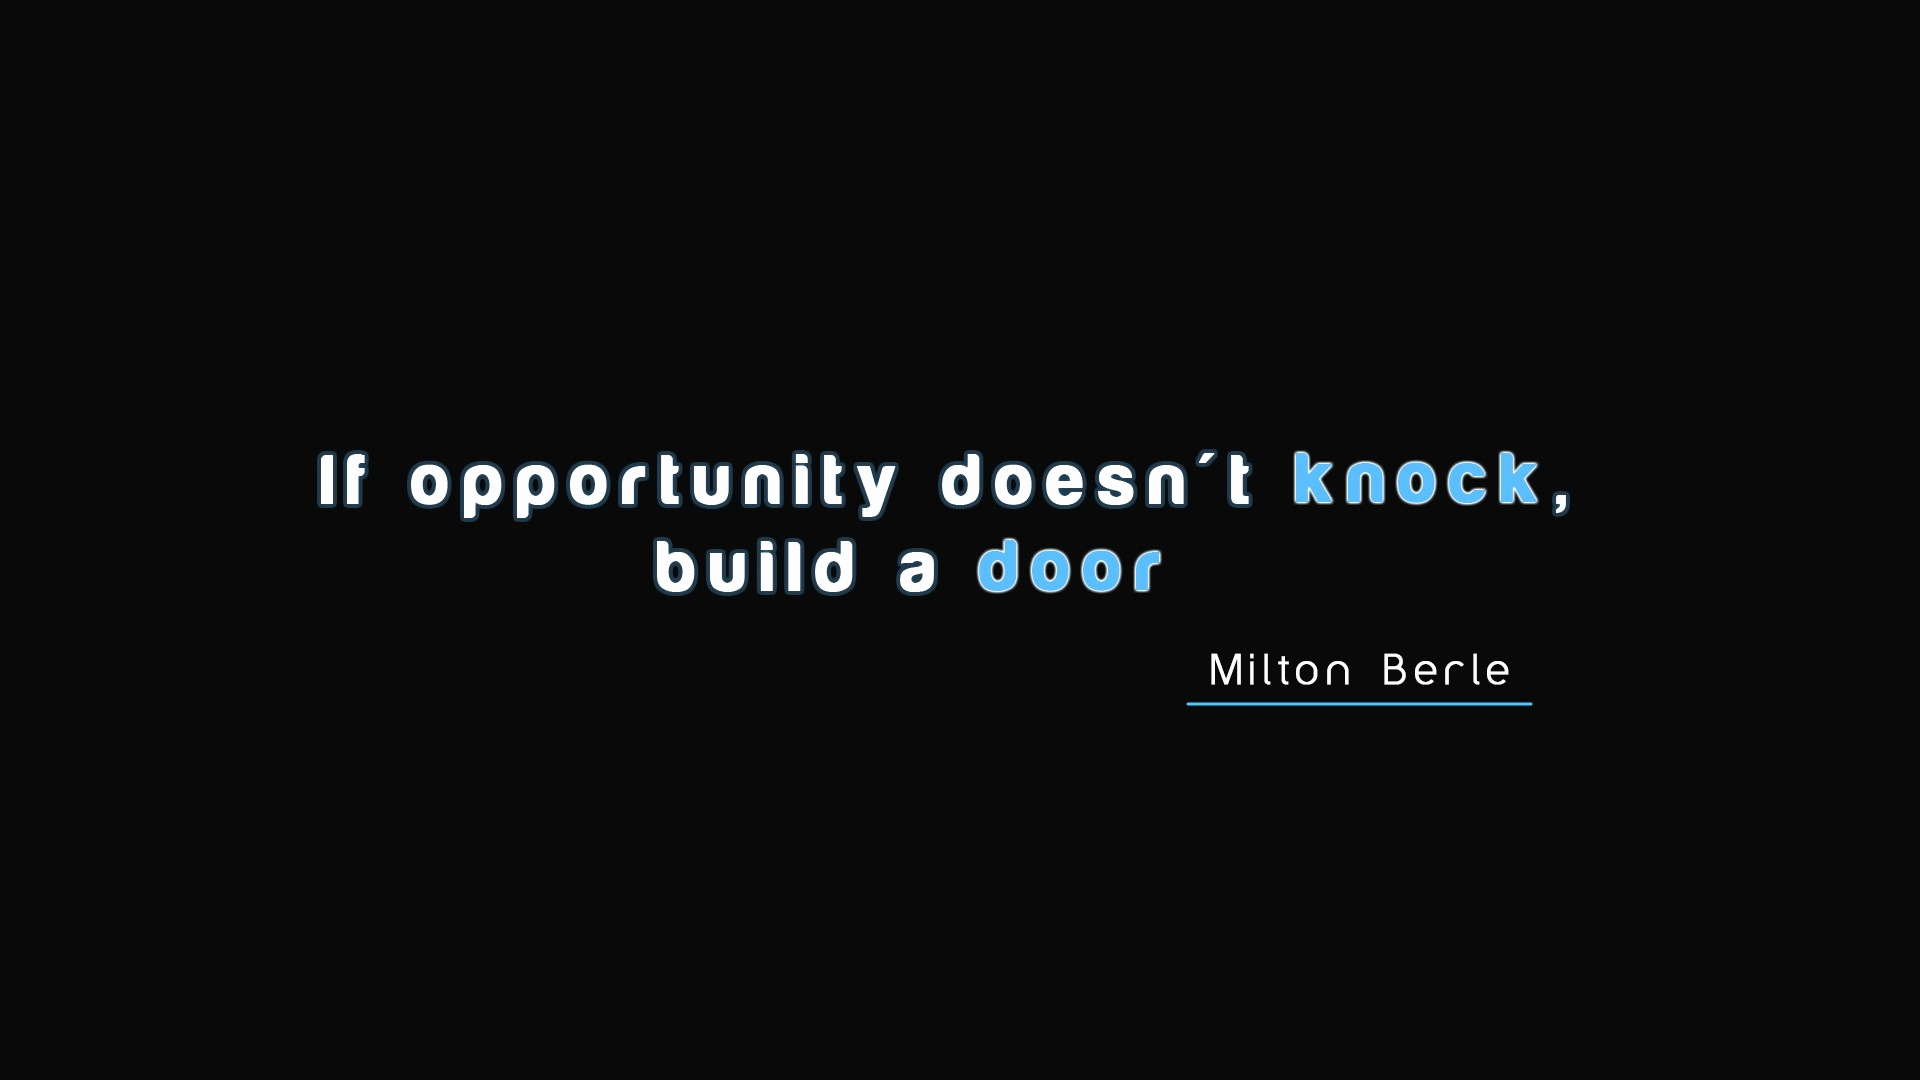 If opportunity doesn´t knock,
build a door
Milton Berle